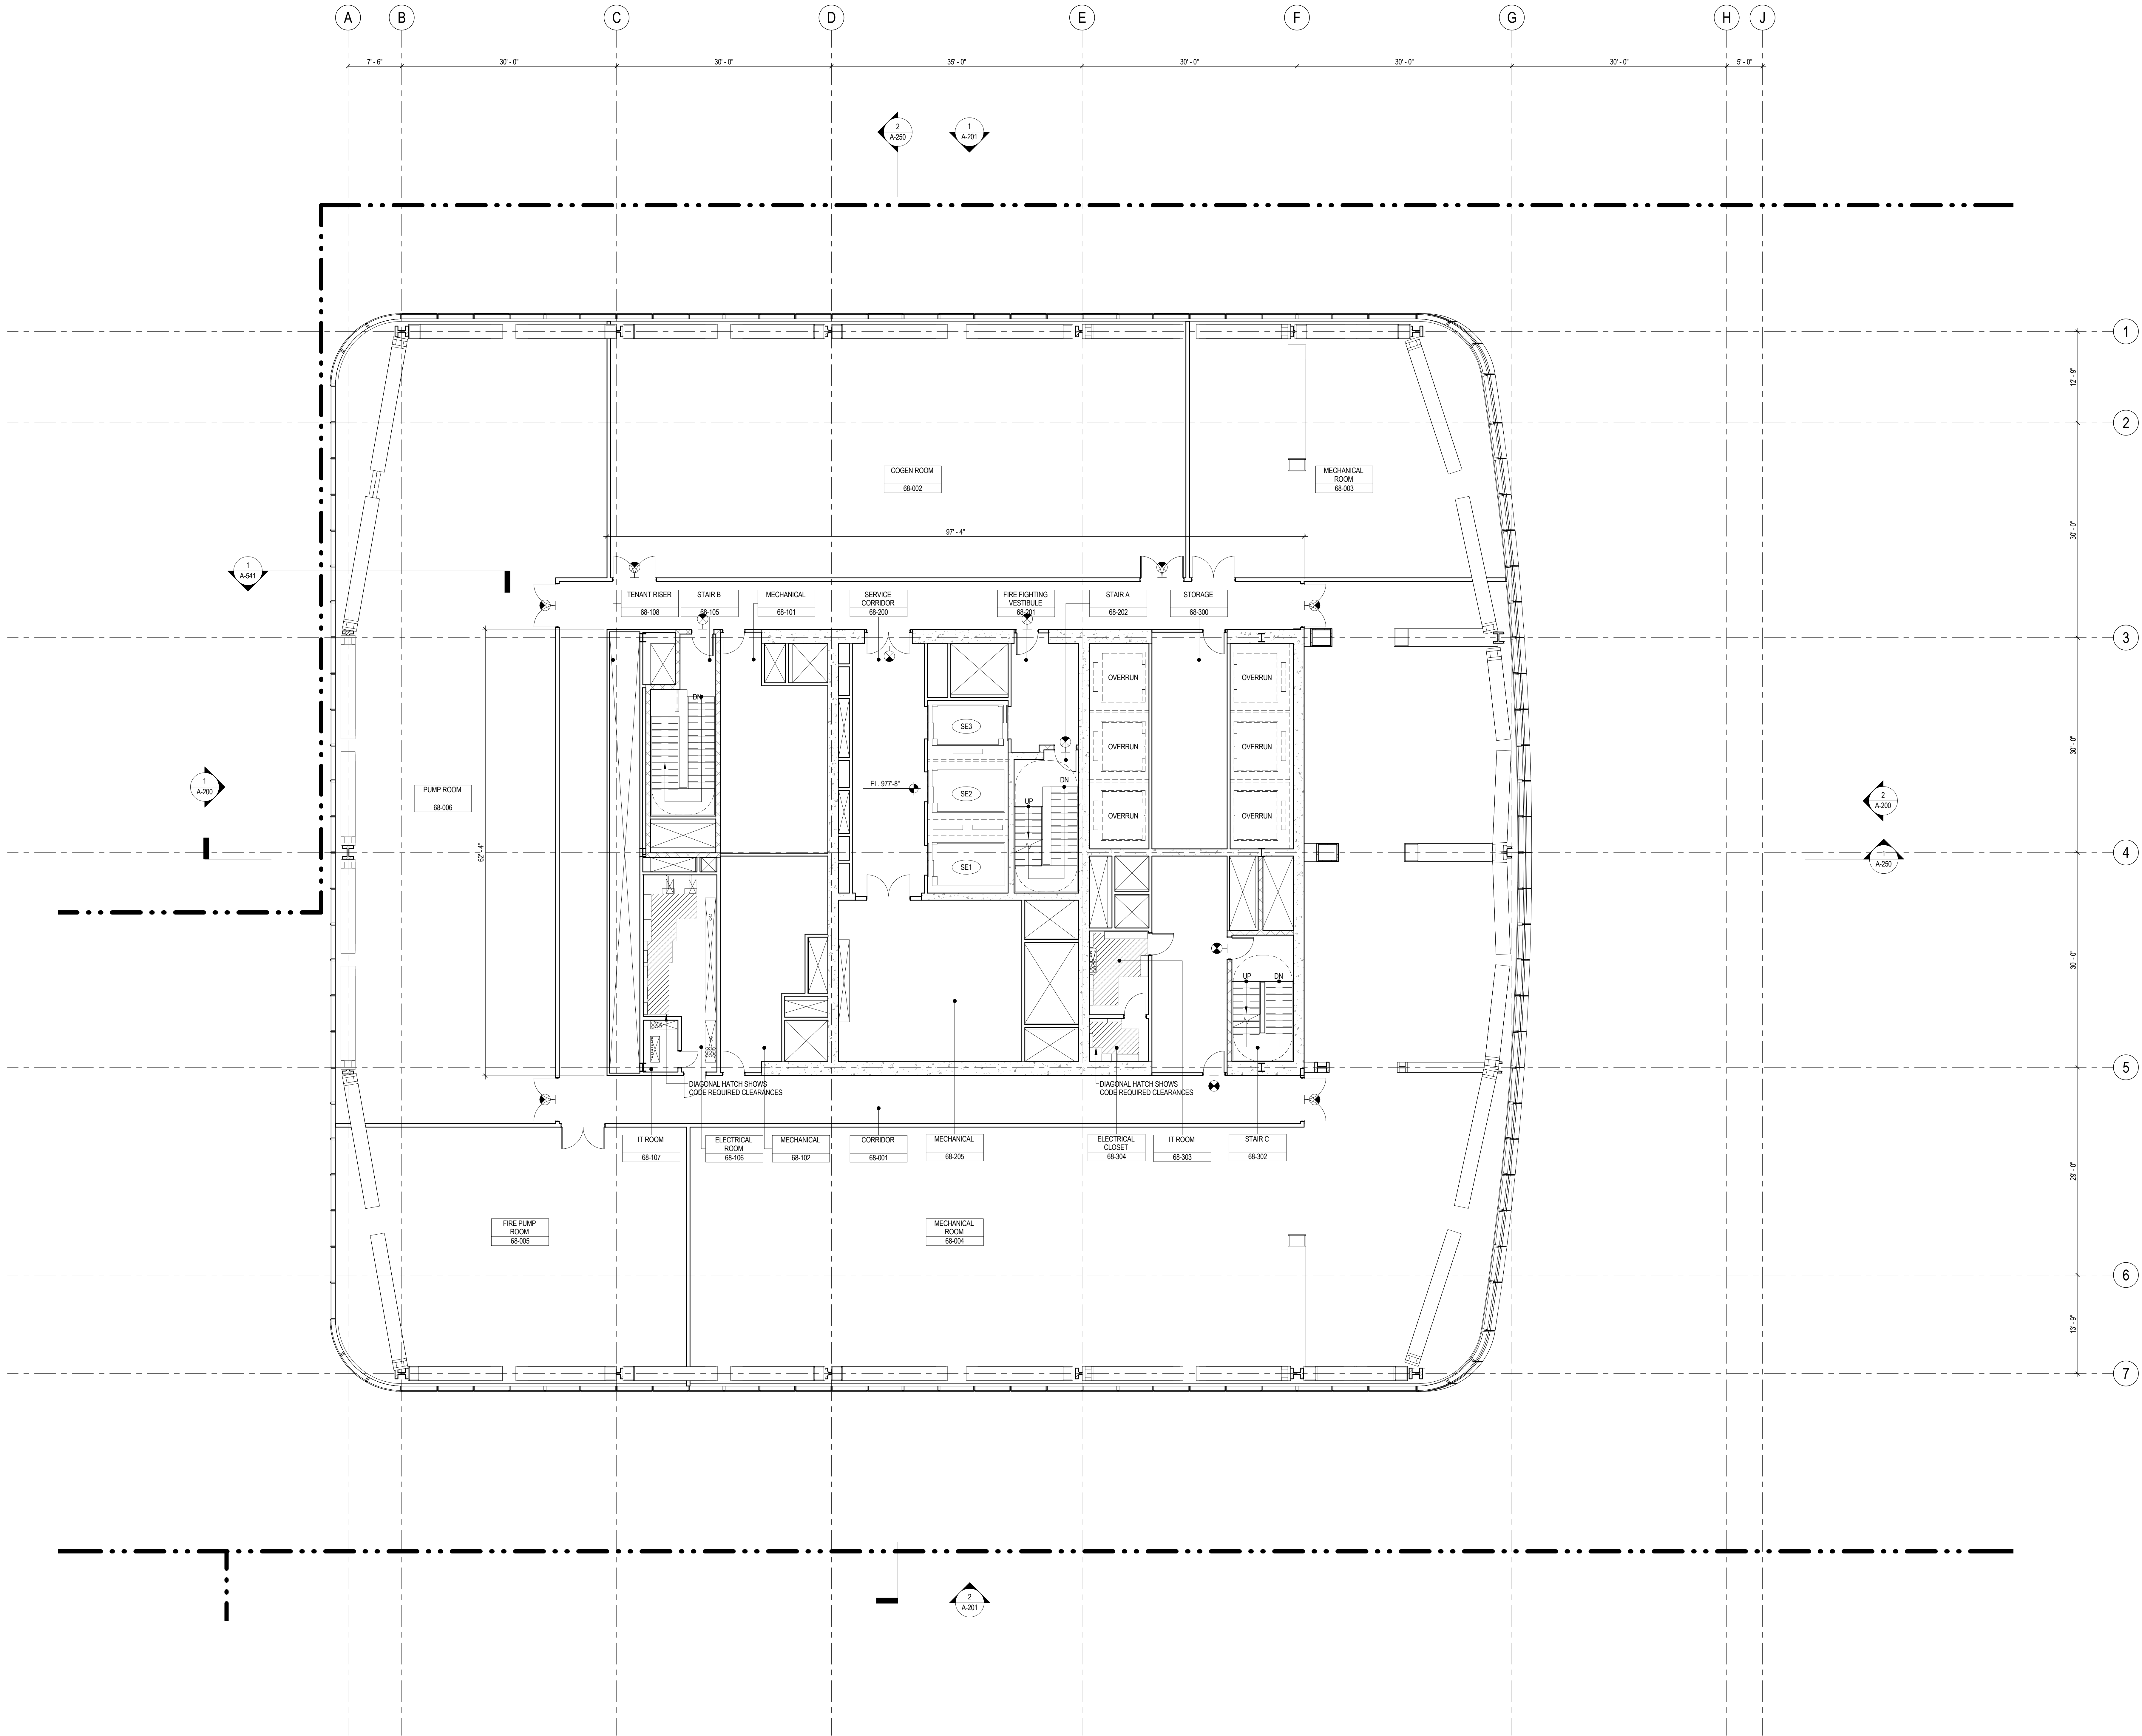 A
B
C
D
E
F
G
H
J
7' - 6"
30' - 0"
30' - 0"
35' - 0"
30' - 0"
30' - 0"
30' - 0"
5' - 0"
2
A-250
1
A-201
1
12' - 9"
2
COGEN ROOM
68-002
MECHANICAL
ROOM
68-003
30' - 0"
97' - 4"
1
A-541
TENANT RISER
68-108
STAIR B
68-105
MECHANICAL
68-101
SERVICE
CORRIDOR
68-200
FIRE FIGHTING
VESTIBULE
68-201
STAIR A
68-202
STORAGE
68-300
3
OVERRUN
OVERRUN
DN
SE3
OVERRUN
OVERRUN
30' - 0"
EL. 977'-8"
DN
SE2
UP
OVERRUN
OVERRUN
1
A-200
PUMP ROOM
68-006
2
A-200
62' - 4"
SE1
4
1
A-250
30' - 0"
UP
DN
5
DIAGONAL HATCH SHOWS
CODE REQUIRED CLEARANCES
DIAGONAL HATCH SHOWS
CODE REQUIRED CLEARANCES
IT ROOM
68-107
ELECTRICAL
ROOM
68-106
MECHANICAL
68-102
CORRIDOR
68-001
MECHANICAL
68-205
ELECTRICAL
CLOSET
68-304
IT ROOM
68-303
STAIR C
68-302
29' - 0"
FIRE PUMP
ROOM
68-005
MECHANICAL
ROOM
68-004
6
13' - 9"
7
2
A-201